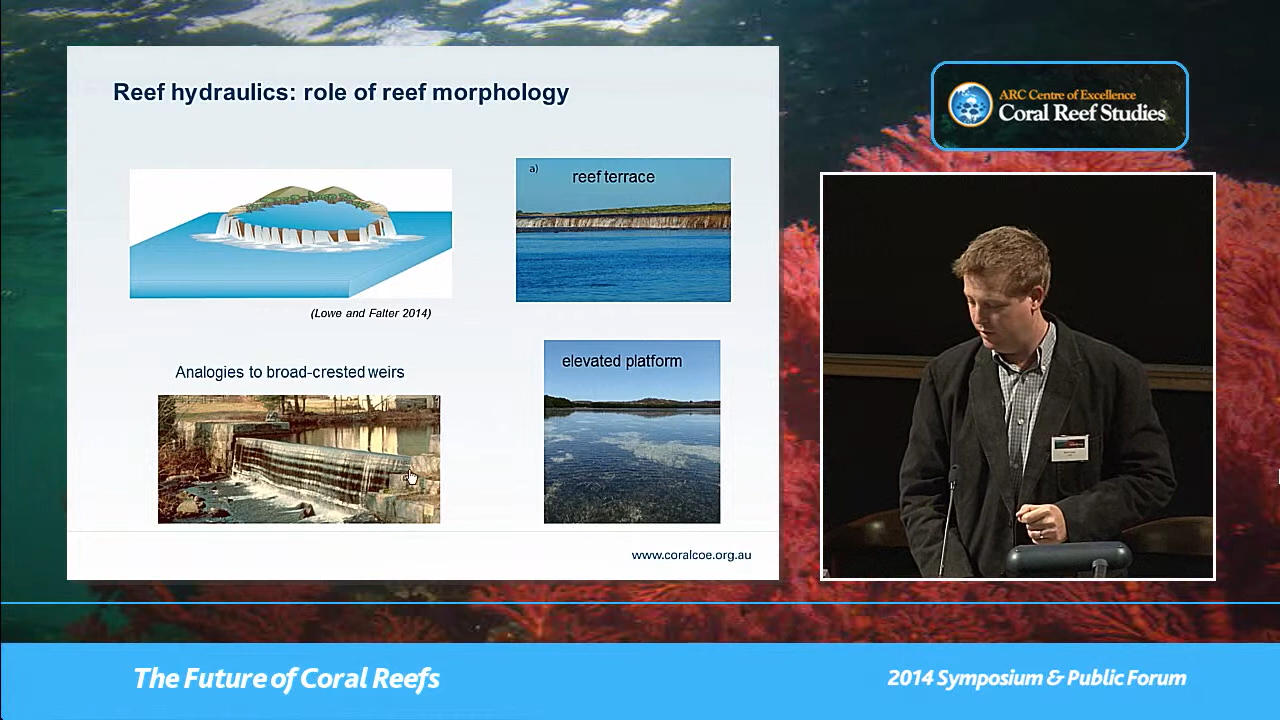 Reef hydraulics: role of reef morphology
a)
reef terrace
(Lowe and Falter 2014)
Analogies to broad-crested weirs
elevated platform
www.coralcoe.org.au
ARC Centre of Excellence
Coral Reef Studies
The Future of Coral Reefs
2014 Symposium & Public Forum